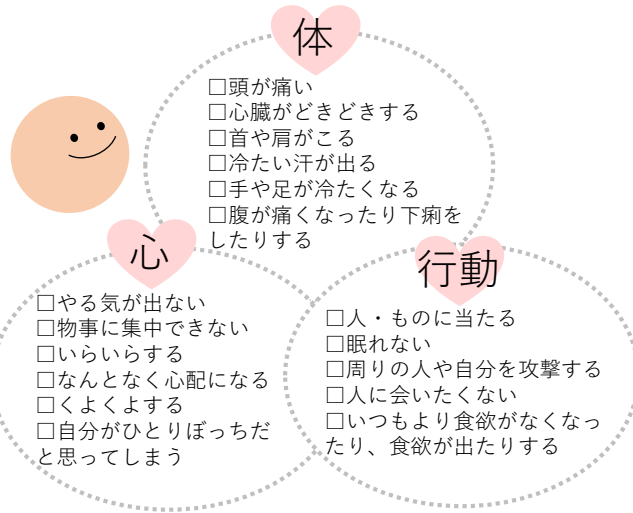 体
□頭が痛い
□心臓がどきどきする
□首や肩がこる
□冷たい汗が出る
□手や足が冷たくなる
□腹が痛くなったり下痢を
したりする
心
□やる気が出ない
□物事に集中できない
□いらいらする
□なんとなく心配になる
□くよくよする
□自分がひとりぼっちだ
と思ってしまう
行動
□人・ものに当たる
□眠れない
□周りの人や自分を攻撃する
□人に会いたくない
□いつもより食欲がなくなっ
たり、食欲が出たりする